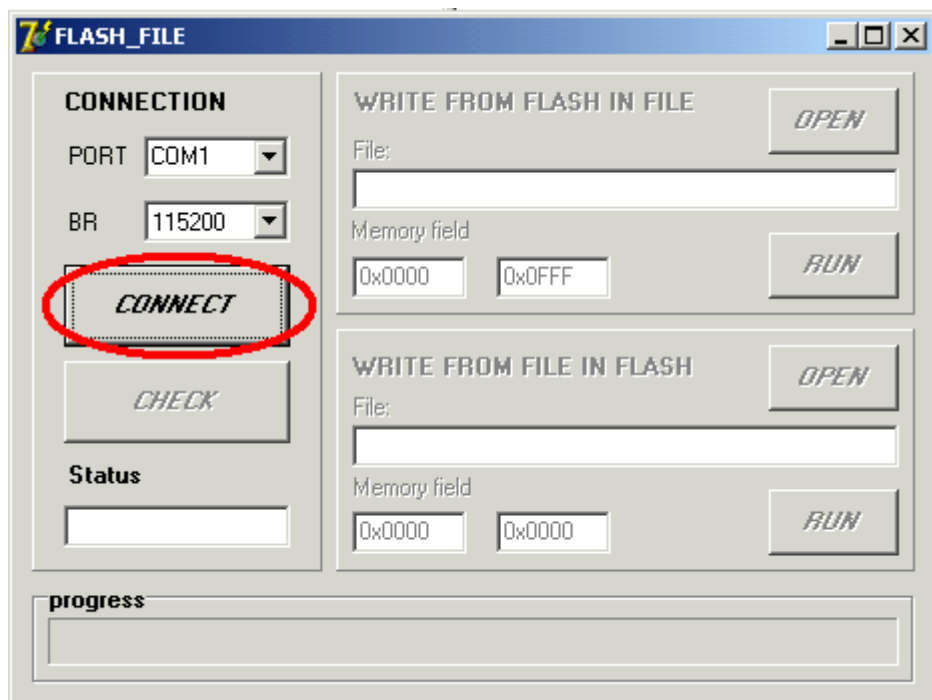 FLASH_FILE
CONNECTION
PORT COM1
BR 115200
CONNECT
CHECK
Status
WRITE FROM FLASH IN FILE
OPEN
File:
Memory field
0x0000 0x0FFF
RUN
WRITE FROM FILE IN FLASH
OPEN
File:
Memory field
0x0000 0x0000
RUN
progress